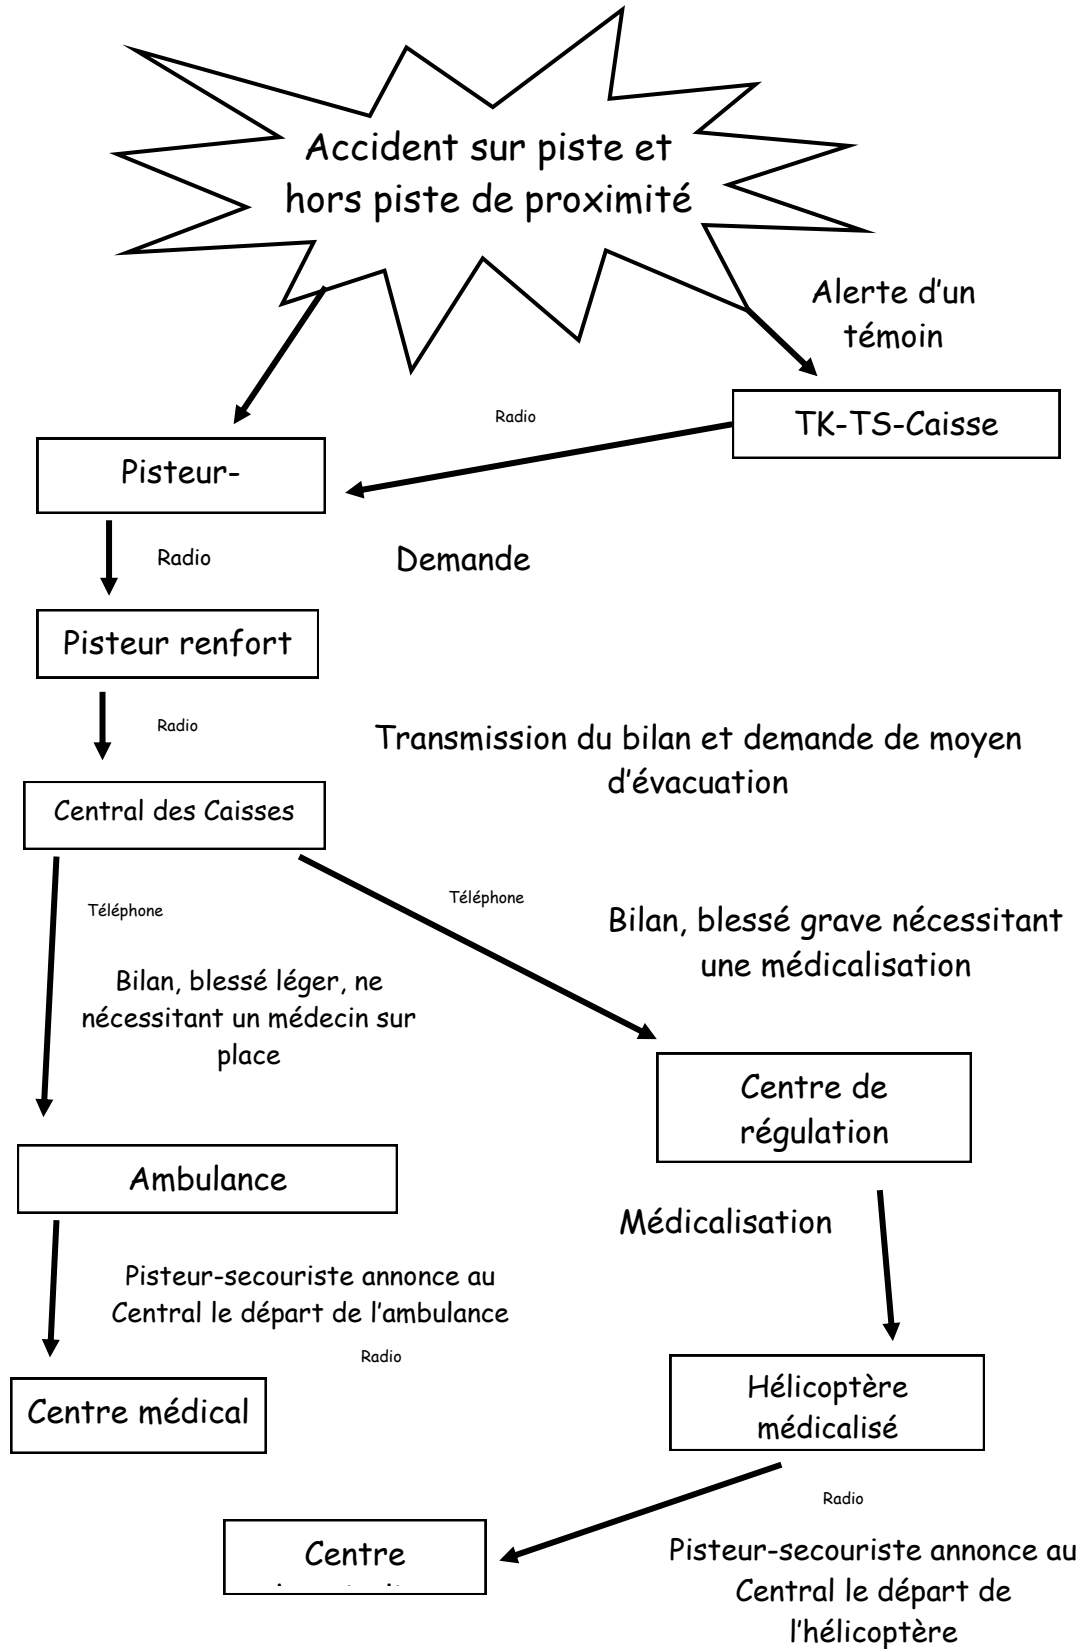 Accident sur piste et
hors piste de proximité
Alerte d'un
témoin
Radio
TK-TS-Caisse
Pisteur-
Radio
Demande
Pisteur renfort
Radio
Transmission du bilan et demande de moyen
d'évacuation
Central des Caisses
Téléphone
Téléphone
Bilan, blessé grave nécessitant
une médicalisation
Bilan, blessé léger, ne
nécessitant un médecin sur
place
Centre de
régulation
Ambulance
Médicalisation
Pisteur-secouriste annonce au
Central le départ de l'ambulance
Radio
Centre médical
Hélicoptère
médicalisé
Radio
Centre
Pisteur-secouriste annonce au
Central le départ de
l'hélicoptère